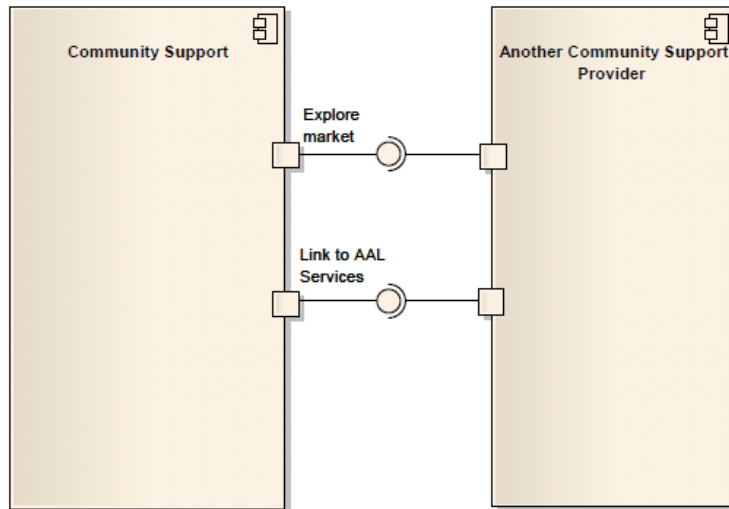 Community Support
Another Community Support
Provider
Explore
market
Link to AAL
Services